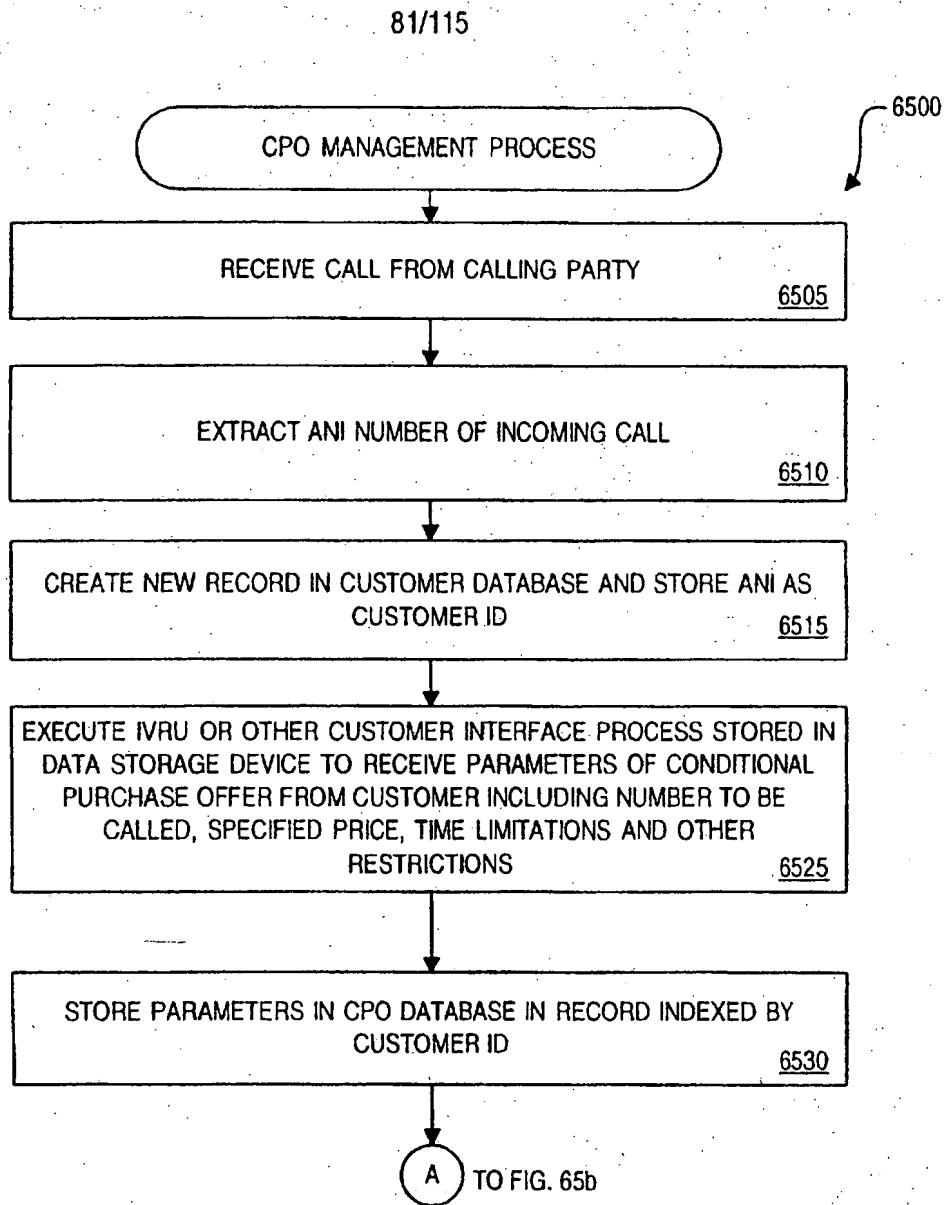 81/115
6500
CPO MANAGEMENT PROCESS
RECEIVE CALL FROM CALLING PARTY
6505
EXTRACT ANI NUMBER OF INCOMING CALL
6510
CREATE NEW RECORD IN CUSTOMER DATABASE AND STORE ANI AS
CUSTOMER ID
6515
EXECUTE IVRU OR OTHER CUSTOMER INTERFACE PROCESS STORED IN
DATA STORAGE DEVICE TO RECEIVE PARAMETERS OF CONDITIONAL
PURCHASE OFFER FROM CUSTOMER INCLUDING NUMBER TO BE
CALLED, SPECIFIED PRICE, TIME LIMITATIONS AND OTHER
RESTRICTIONS
6525
STORE PARAMETERS IN CPO DATABASE IN RECORD INDEXED BY
CUSTOMER ID
6530
A TO FIG. 65b